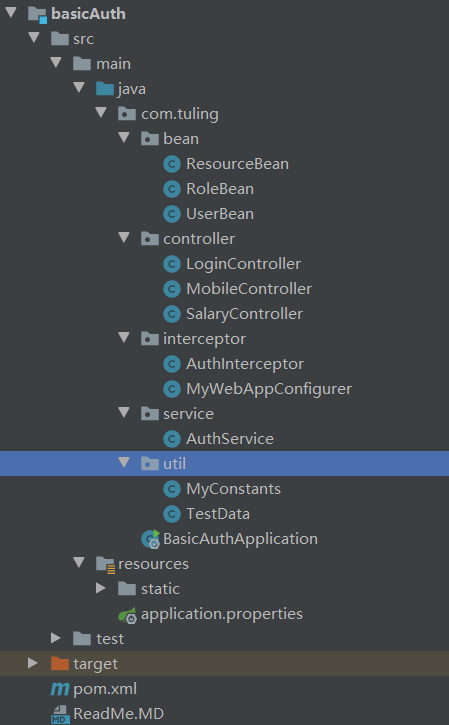 basicAuth
src
main
java
com.tuling
bean
ResourceBean
RoleBean
UserBean
controller
LoginController
MobileController
SalaryController
interceptor
AuthInterceptor
MyWebAppConfigurer
service
AuthService
util
MyConstants
TestData
BasicAuthApplication
resources
static
application.properties
test
target
pom.xml
ReadMe.MD